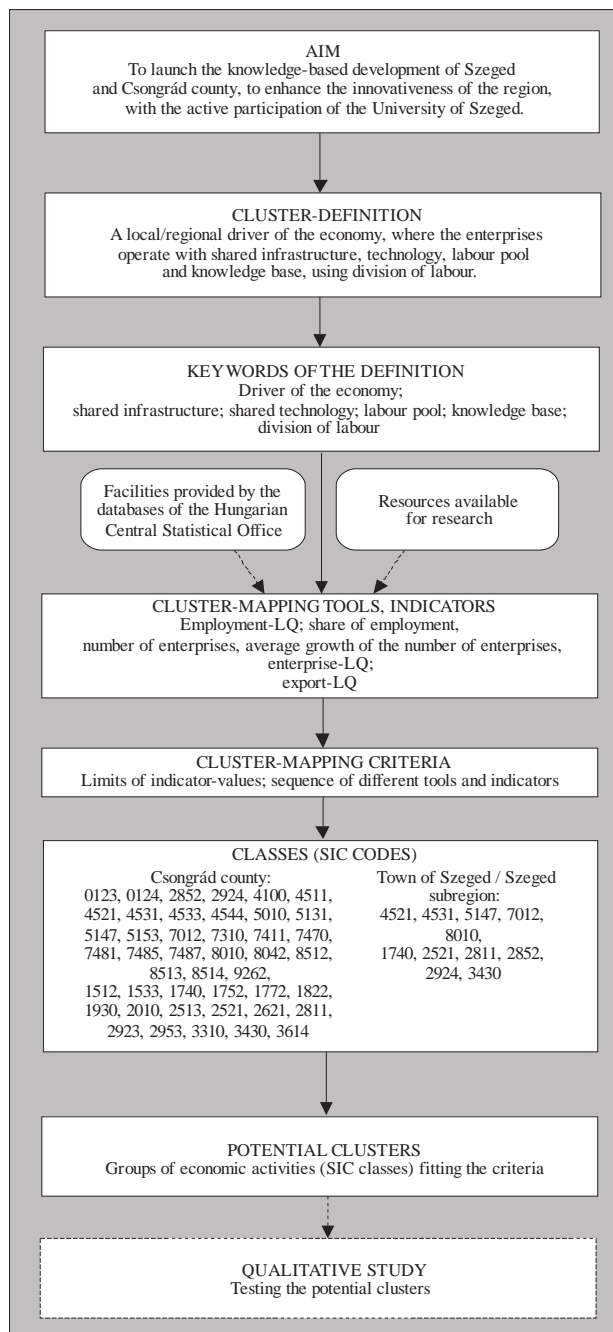 AIM
To launch the knowledge-based development of Szeged
and Csongrád county, to enhance the innovativeness of the region,
with the active participation of the University of Szeged.
CLUSTER-DEFINITION
A local/regional driver of the economy, where the enterprises
operate with shared infrastructure, technology, labour pool
and knowledge base, using division of labour.
KEYWORDS OF THE DEFINITION
Driver of the economy;
shared infrastructure; shared technology; labour pool; knowledge base;
division of labour
Facilities provided by the
databases of the Hungarian
Central Statistical Office
Resources available
for research
CLUSTER-MAPPING TOOLS, INDICATORS
Employment-LQ; share of employment,
number of enterprises, average growth of the number of enterprises,
enterprise-LQ;
export-LQ
CLUSTER-MAPPING CRITERIA
Limits of indicator-values; sequence of different tools and indicators
CLASSES (SIC CODES)
Csongrád county:
0123, 0124, 2852, 2924, 4100, 4511,
4521, 4531, 4533, 4544, 5010, 5131,
5147, 5153, 7012, 7310, 7411, 7470,
7481, 7485, 7487, 8010, 8042, 8512,
8513, 8514, 9262,
1512, 1533, 1740, 1752, 1772, 1822,
1930, 2010, 2513, 2521, 2621, 2811,
2923, 2953, 3310, 3430, 3614
Town of Szeged / Szeged
subregion:
4521, 4531, 5147, 7012,
8010,
1740, 2521, 2811, 2852,
2924, 3430
POTENTIAL CLUSTERS
Groups of economic activities (SIC classes) fitting the criteria
QUALITATIVE STUDY
Testing the potential clusters